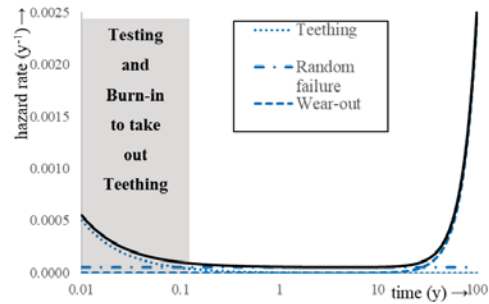 hazard rate (y⁻¹) →
0.0025
0.0020
0.0015
0.0010
0.0005
0.0000
Testing
and
Burn-in
to take
out
Teething
Teething
Random
failure
Wear-out
0.01
0.1
1
10
100
time (y) →